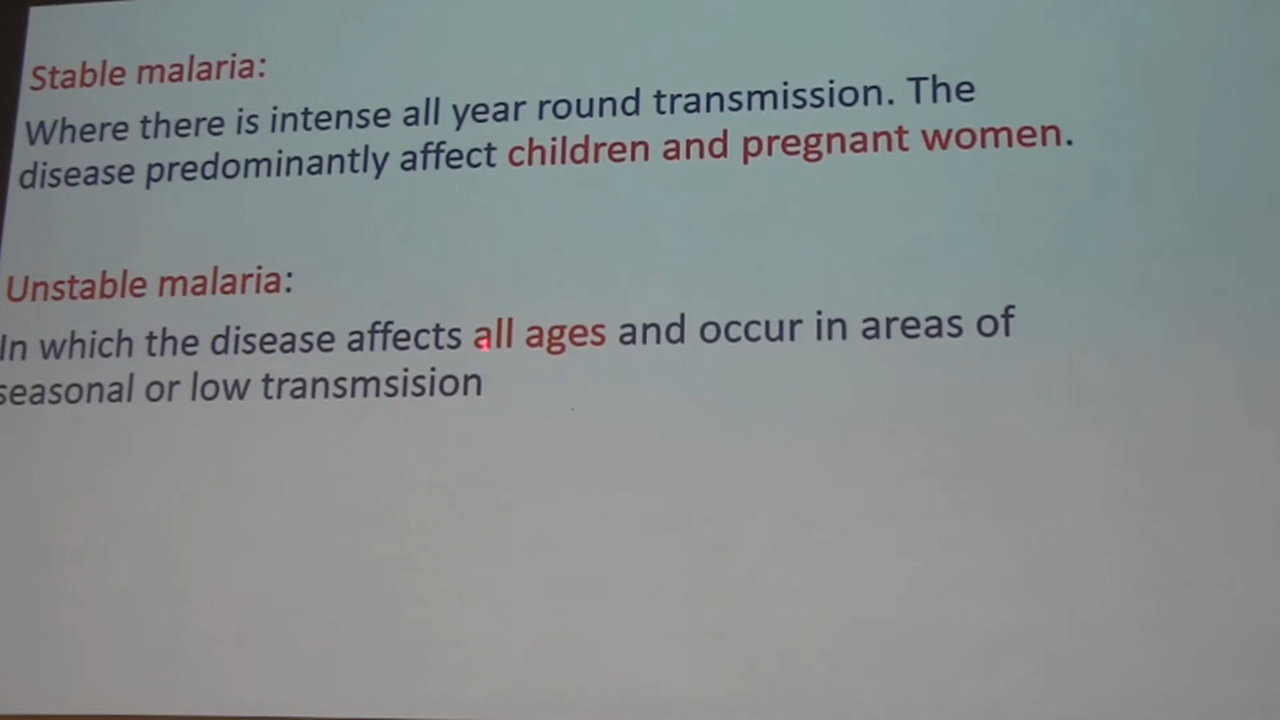 Stable malaria:
Where there is intense all year round transmission. The
disease predominantly affect children and pregnant women.
Unstable malaria:
In which the disease affects all ages and occur in areas of
seasonal or low transmsision